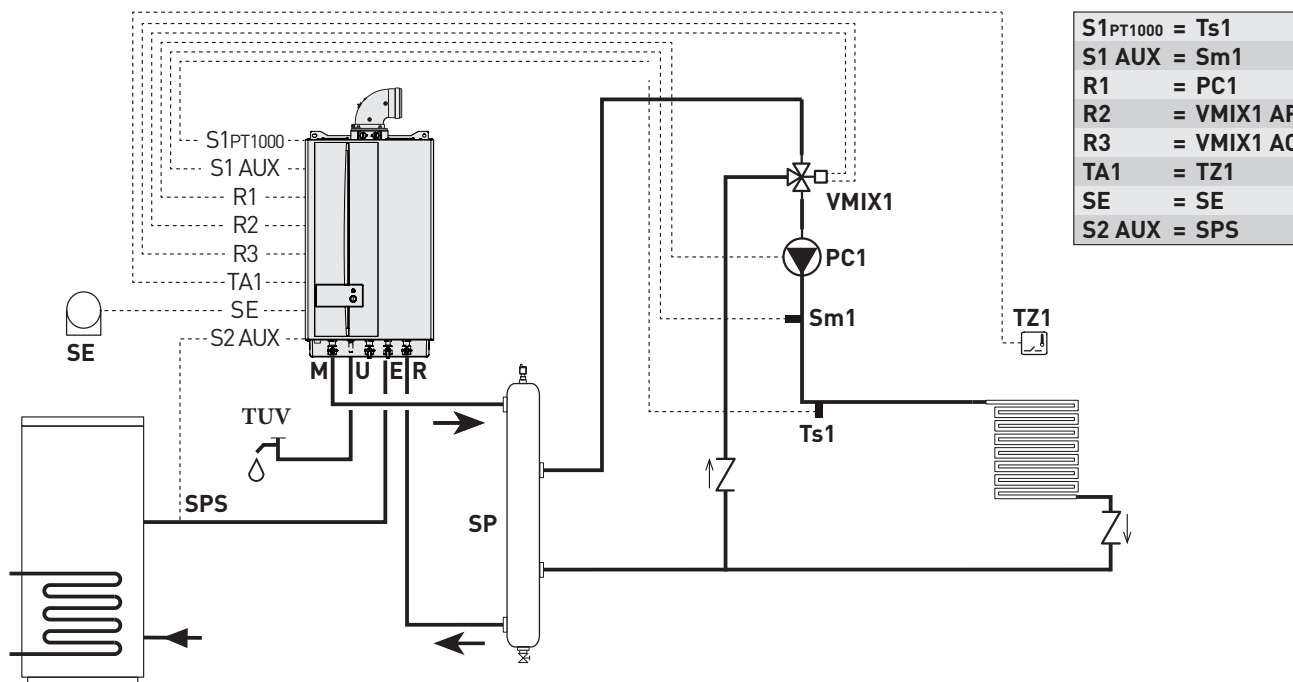 S1PT1000 = Ts1
S1 AUX = Sm1
R1 = PC1
R2 = VMIX1 AP
R3 = VMIX1
TA1 = TZ1
SE = SE
S2 AUX = SPS
S1PT1000
S1 AUX
R1
R2
R3
TA1
SE
S2 AUX
SE
M U E R
TUV
SPS
SP
VMIX1
PC1
Sm1
Ts1
TZ1